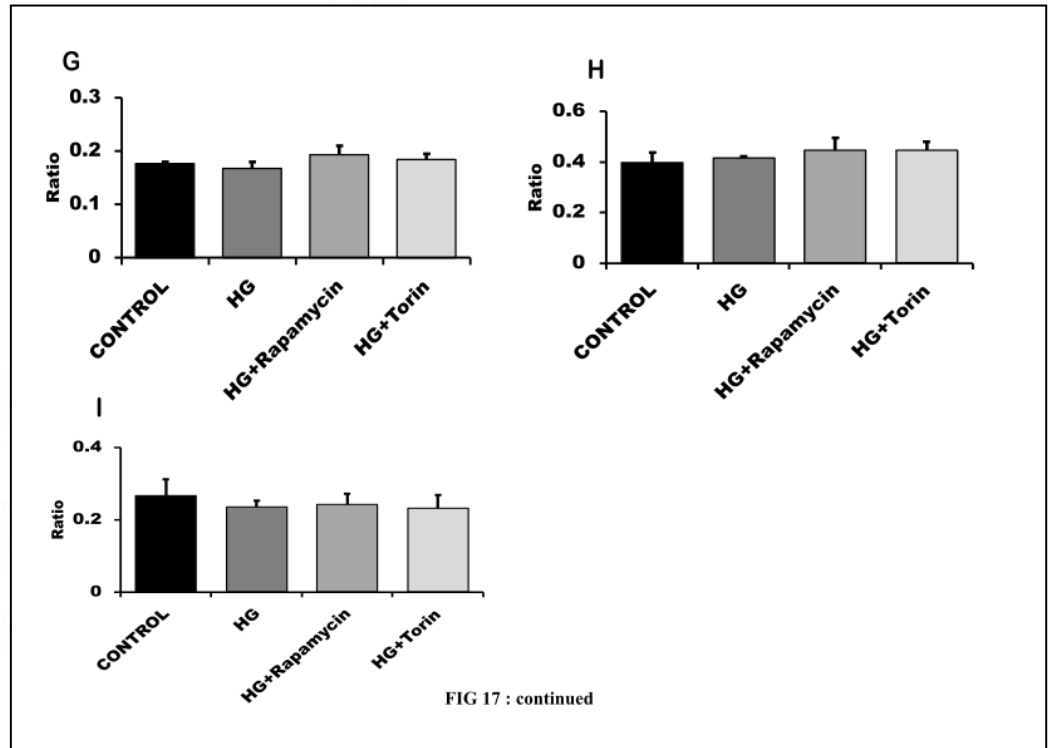 G
0.3
0.2
0.1
0
Ratio
CONTROL
HG
HG+Rapamycin
HG+Torin
H
0.6
0.4
0.2
0
Ratio
CONTROL
HG
HG+Rapamycin
HG+Torin
I
0.4
0.2
0
Ratio
CONTROL
HG
HG+Rapamycin
HG+Torin
FIG 17 : continued